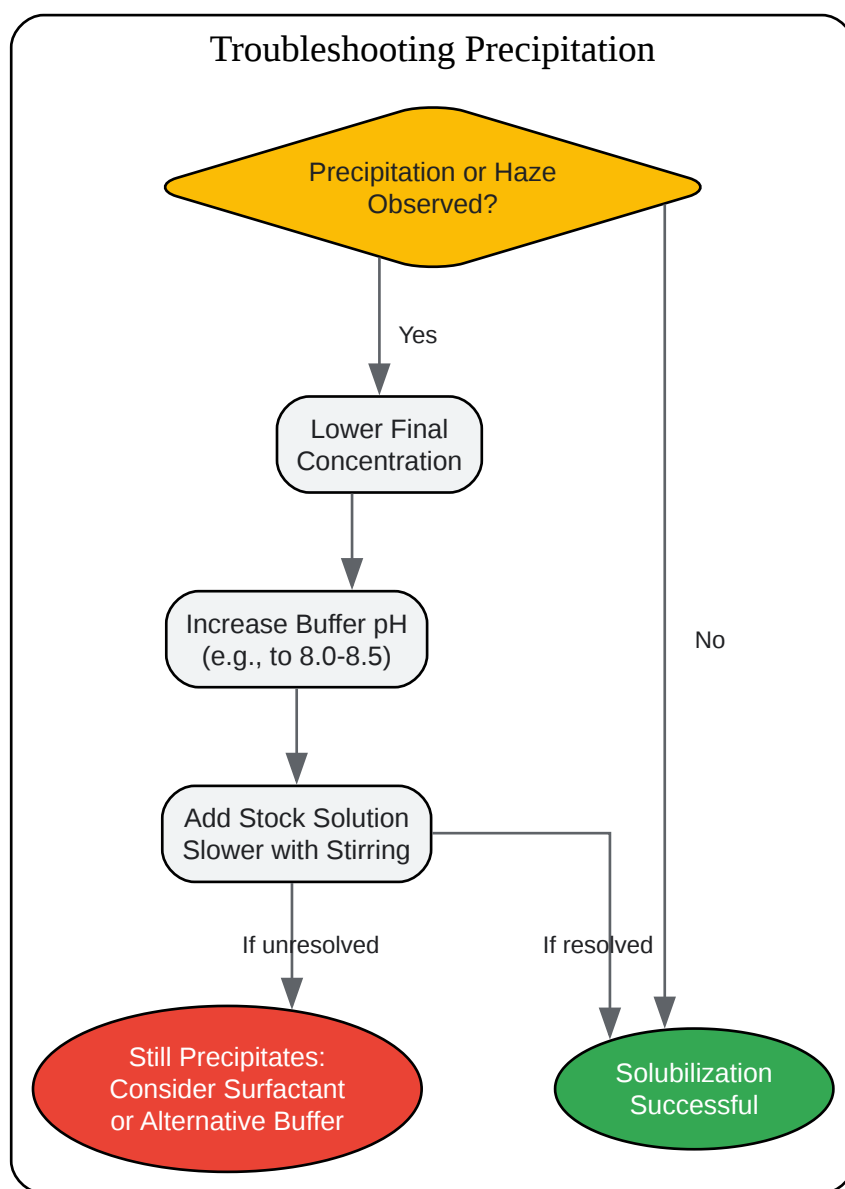 Troubleshooting Precipitation
Precipitation or Haze
Observed?
Yes
Lower Final
Concentration
Increase Buffer pH
(e.g., to 8.0-8.5)
No
Add Stock Solution
Slower with Stirring
If unresolved
If resolved
Still Precipitates:
Consider Surfactant
or Alternative Buffer
Solubilization
Successful